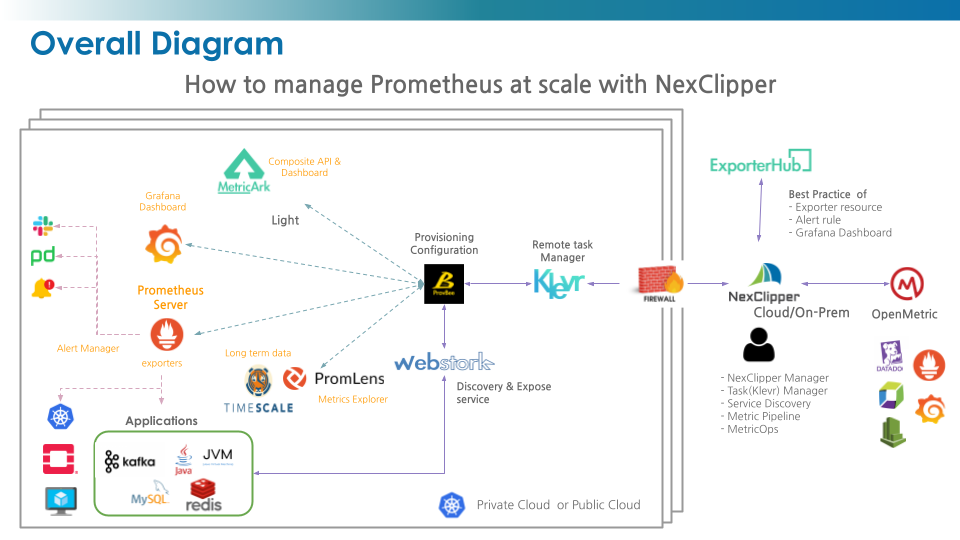 Overall Diagram
How to manage Prometheus at scale with NexClipper
MetricArk
Composite API &
Dashboard
Grafana
Dashboard
Light
pd
Prometheus
Server
Alert Manager
exporters
Provisioning
Configuration
B
ProvBee
Remote task
Manager
Klevr
FIREWALL
ExporterHub
Best Practice of
- Exporter resource
- Alert rule
- Grafana Dashboard
NexClipper
Cloud/On-Prem
OpenMetric
- NexClipper Manager
- Task(Klevr) Manager
- Service Discovery
- Metric Pipeline
- MetricOps
DATADOG
Long term data
TIMESCALE
PromLens
Metrics Explorer
webstork
Discovery & Expose
service
Applications
kafka
Java
JVM
MySQL
redis
Private Cloud or Public Cloud